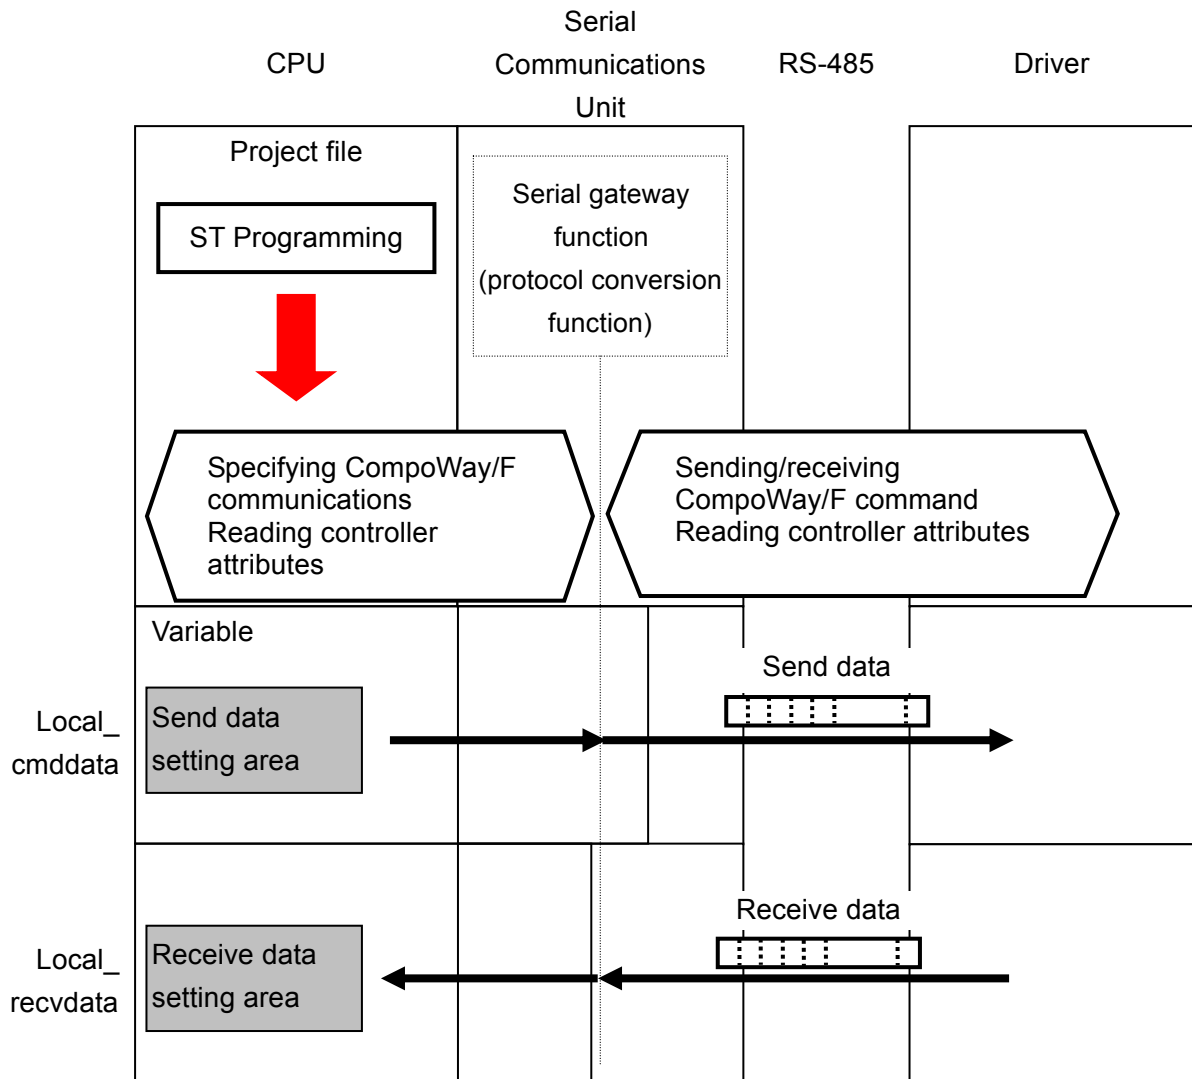 Serial
Communications
Unit
CPU
RS-485
Driver
Project file
ST Programming
Serial gateway
function
(protocol conversion
function)
Specifying CompoWay/F
communications
Reading controller
attributes
Sending/receiving
CompoWay/F command
Reading controller attributes
Variable
Send data
Local_
cmddata
Send data
setting area
Receive data
Local_
recvdata
Receive data
setting area